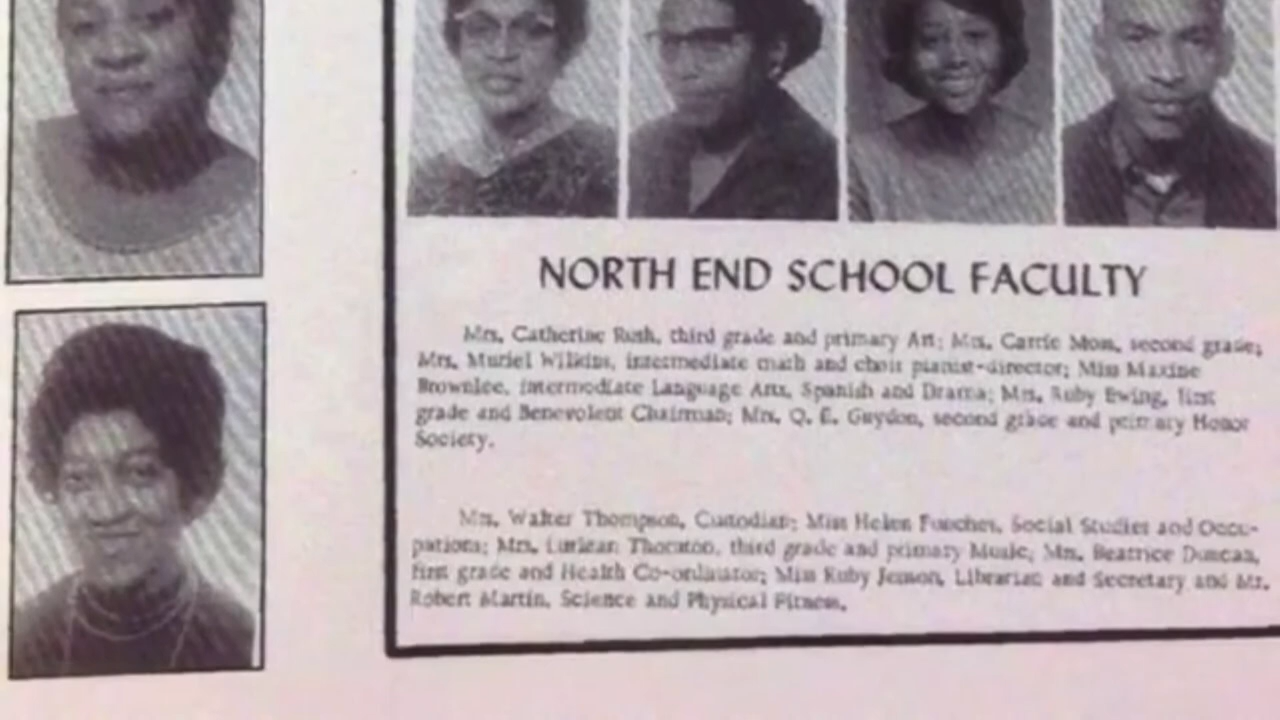 NORTH END SCHOOL FACULTY
Mrs. Catherine Rush, third grade and primary Art; Mrs. Carrie Moss, second grade;
Mrs. Muriel Wilkins, intermediate math and choir pianist-director; Miss Maxine
Brownlee, intermediate Language Arts, Spanish and Drama; Mrs. Ruby Ewing, first
grade and Benevolent Chairman; Mrs. Q. E. Guydon, second grade and primary Honor
Society.
Walter Thompson, Custodian; Miss Helen Social Studies and Occu-
pations; Mrs. Thornton, third grade and primary Music; Mrs. Beatrice Duncan,
first grade and Health Co-ordinator; Miss Ruby Librarian and Secretary and Mr.
Robert Martin, Science and Physical Fitness.